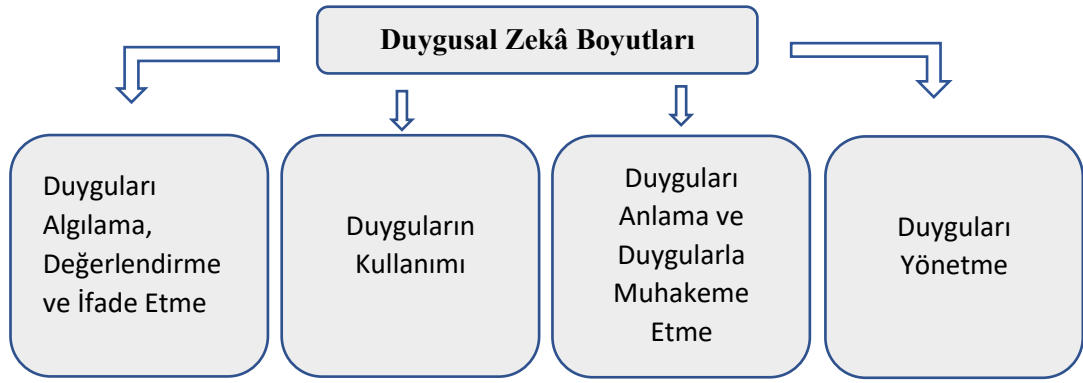 Duygusal Zekâ Boyutları
Duyguları
Algılama,
Değerlendirme
ve İfade Etme
Duyguların
Kullanımı
Duyguları
Anlama ve
Duygularla
Muhakeme
Etme
Duyguları
Yönetme